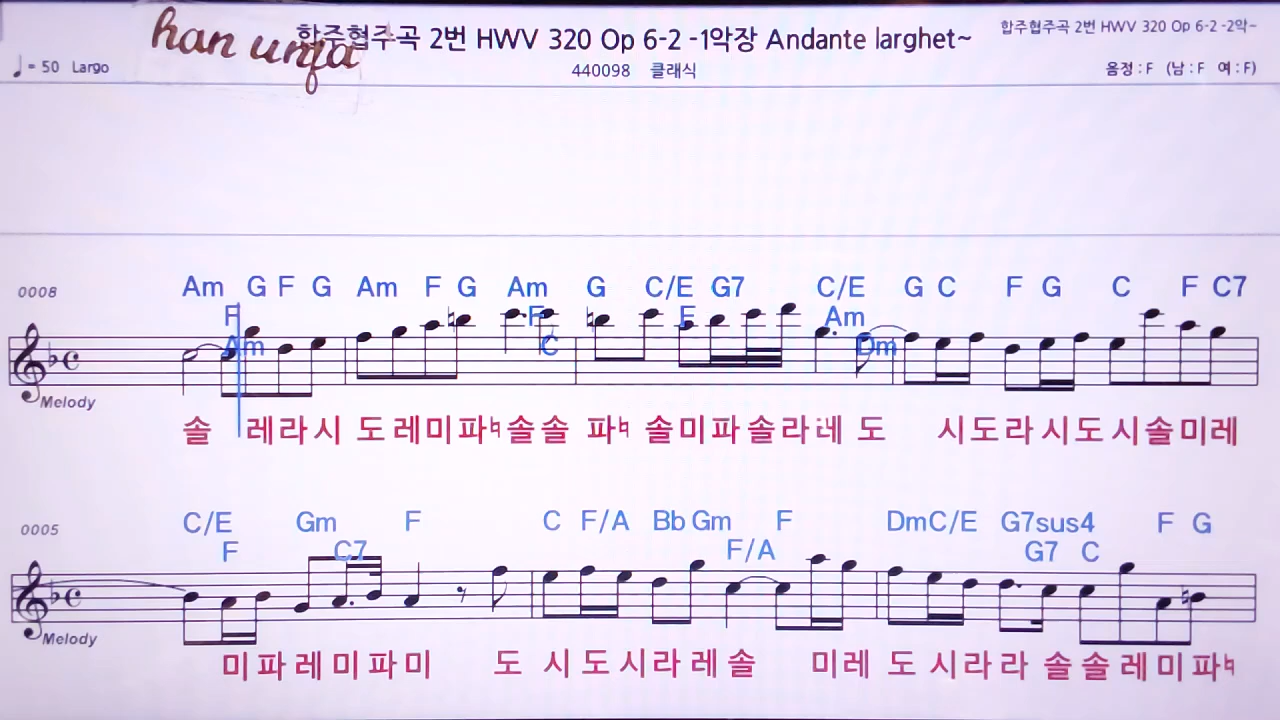 han unja
합주협주곡 2번 HWV 320 Op 6-2 -1악장 Andante larghet~
합주협주곡 2번 HWV 320 Op 6-2 -2악~
♩= 50 Largo
440098 클래식
음정 : F (남 : F 여 : F)
0008
Am G F G Am F G Am G C/E G7 C/E G C F G C F C7
F F F Am
Am C Dm
Melody
솔 레라시 도레미파♮솔솔 파♮ 솔미파솔라 레 도 시도라시도시솔미레
0005
C/E Gm F C F/A Bb Gm F Dm C/E G7sus4 F G
F C7 F/A G7 C
Melody
미파레미파미 도 시도시라레솔 미레 도시라라 솔솔레미파♮